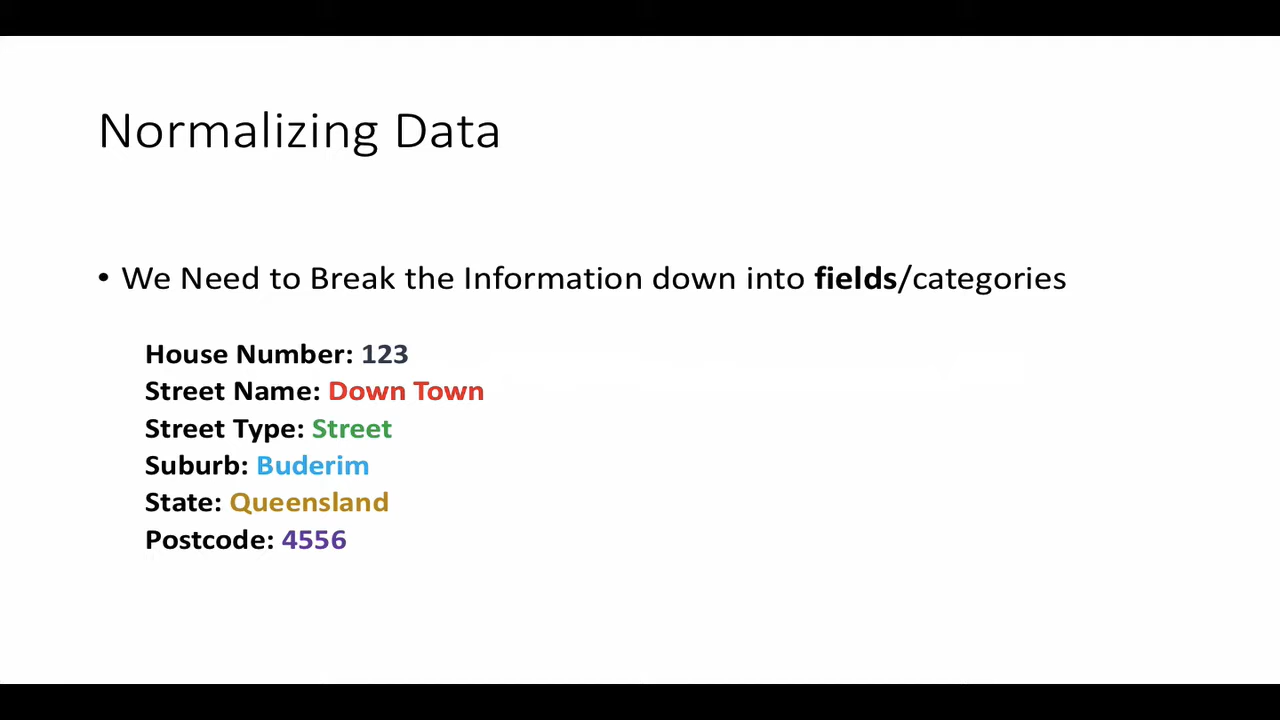 Normalizing Data
• We Need to Break the Information down into fields/categories
House Number: 123
Street Name: Down Town
Street Type: Street
Suburb: Buderim
State: Queensland
Postcode: 4556